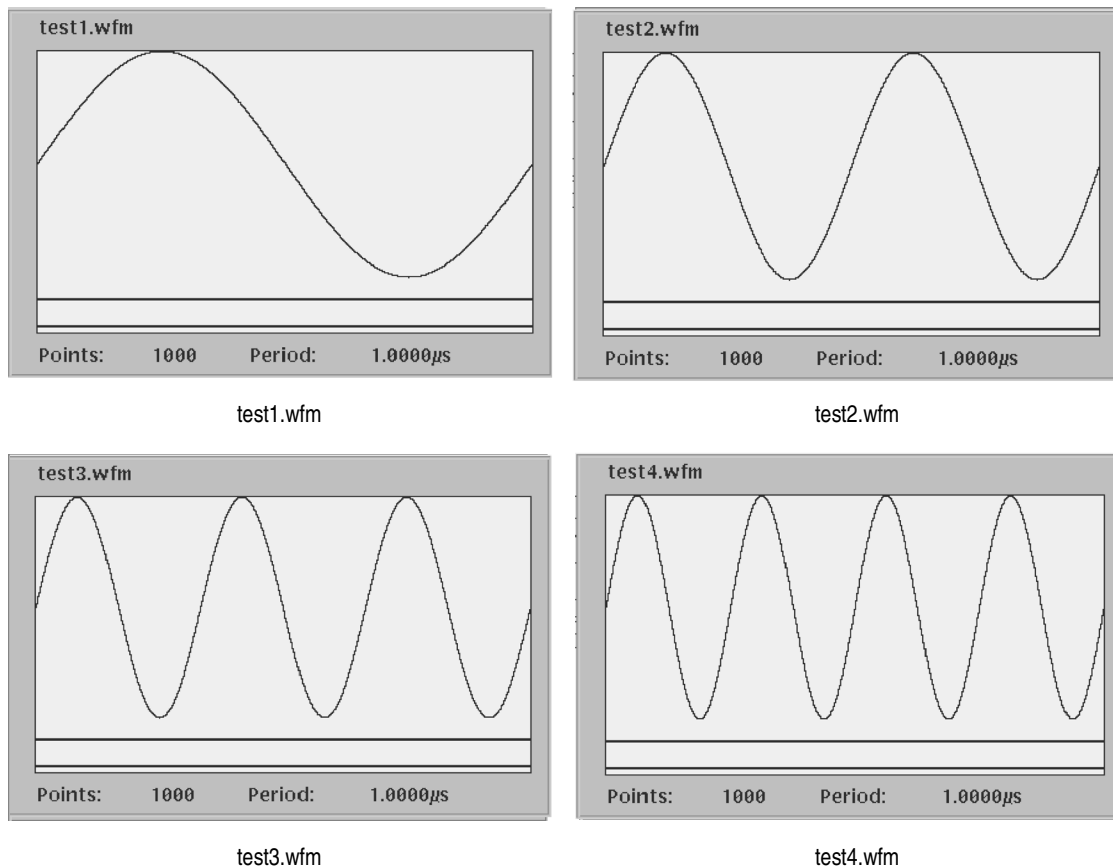 test1.wfm
Points: 1000 Period: 1.0000µs
test1.wfm
test2.wfm
Points: 1000 Period: 1.0000µs
test2.wfm
test3.wfm
Points: 1000 Period: 1.0000µs
test3.wfm
test4.wfm
Points: 1000 Period: 1.0000µs
test4.wfm